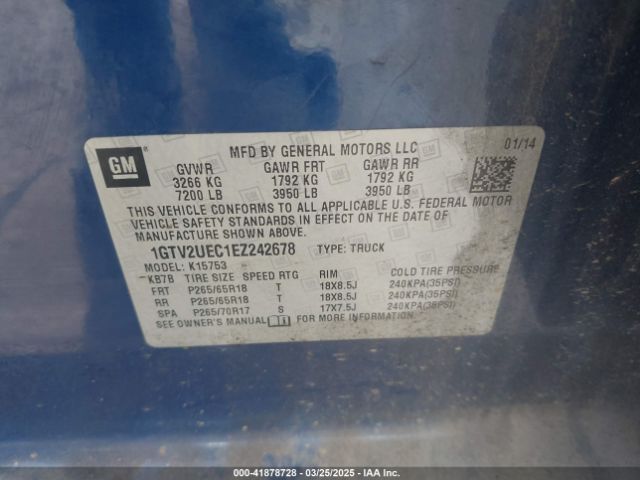 GM
MFD BY GENERAL MOTORS LLC 01/14
GVWR GAWR FRT GAWR RR
3266 KG 1792 KG 1792 KG
7200 LB 3950 LB 3950 LB
THIS VEHICLE CONFORMS TO ALL APPLICABLE U.S. FEDERAL MOTOR
VEHICLE SAFETY STANDARDS IN EFFECT ON THE DATE OF
MANUFACTURE SHOWN ABOVE.
1GTV2UEC1EZ242678 TYPE: TRUCK
MODEL: K15753
KB7B TIRE SIZE SPEED RTG RIM COLD TIRE PRESSURE
FRT P265/65R18 T 18X8.5J 240KPA(35PSI)
RR P265/65R18 T 18X8.5J 240KPA(35PSI)
SPA P265/70R17 S 17X7.5J 240KPA(35PSI)
SEE OWNER'S MANUAL FOR MORE INFORMATION.
000-41878728 - 03/25/2025 - IAA Inc.